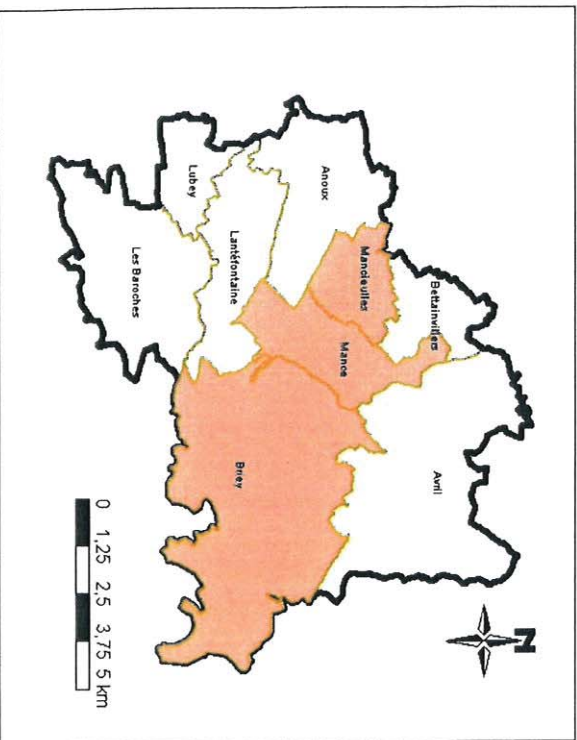 Avril
Bettainvillers
Mancieulles
Anoux
Mance
Lantéfontaine
Lubey
Briey
Les Baroches
N
0 1,25 2,5 3,75 5 km